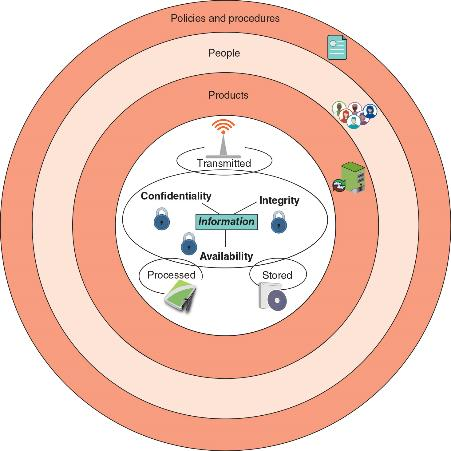 Policies and procedures
People
Products
Transmitted
Confidentiality
Integrity
Information
Availability
Processed
Stored